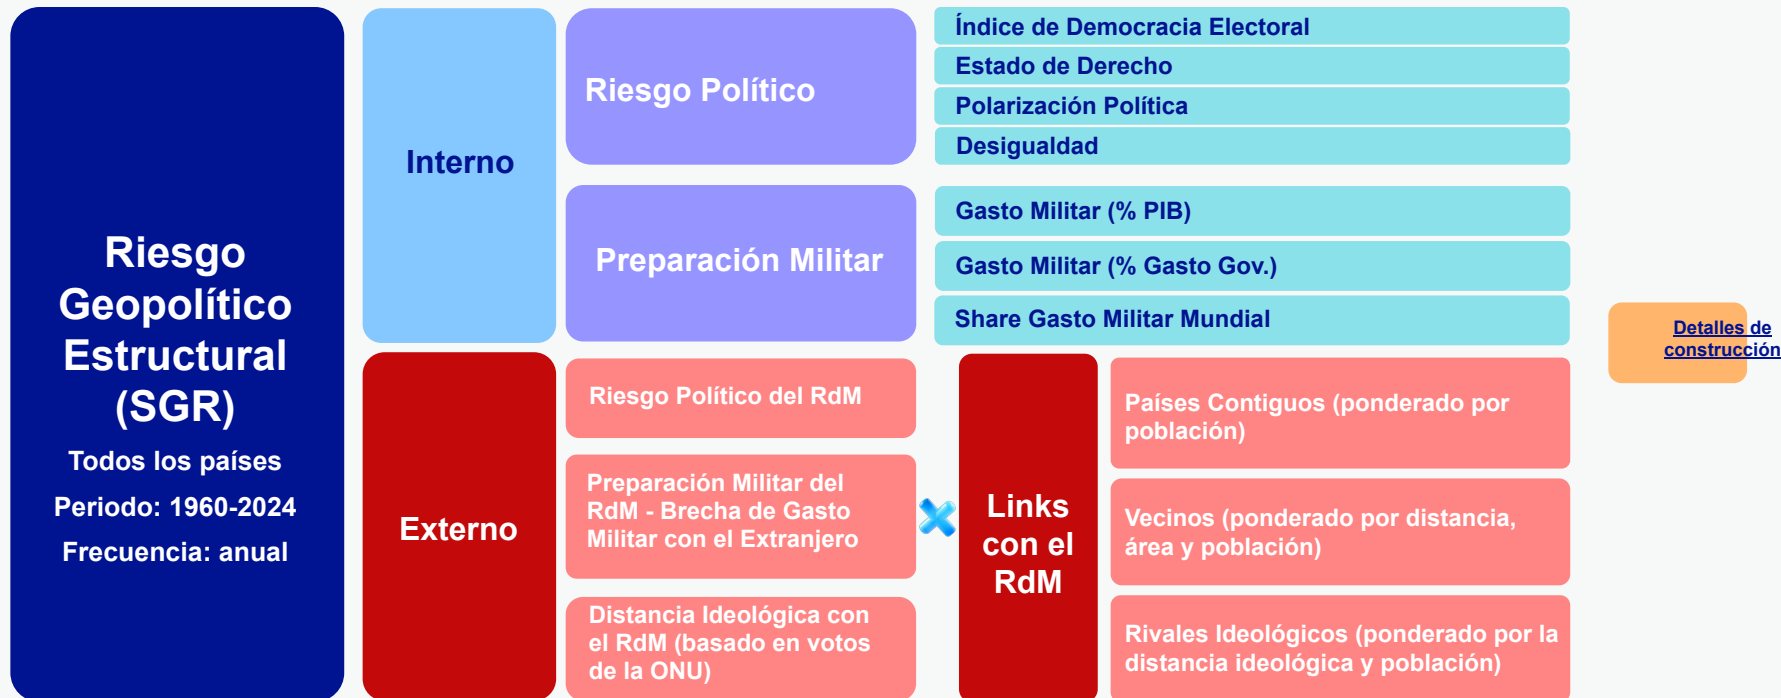 Riesgo
Geopolítico
Estructural
(SGR)
Todos los países
Periodo: 1960-2024
Frecuencia: anual
Interno
Riesgo Político
Índice de Democracia Electoral
Estado de Derecho
Polarización Política
Desigualdad
Preparación Militar
Gasto Militar (% PIB)
Gasto Militar (% Gasto Gov.)
Share Gasto Militar Mundial
Externo
Riesgo Político del RdM
Preparación Militar del
RdM - Brecha de Gasto
Militar con el Extranjero
Distancia Ideológica con
el RdM (basado en votos
de la ONU)
Links
con el
RdM
Países Contiguos (ponderado por
población)
Vecinos (ponderado por distancia,
área y población)
Rivales Ideológicos (ponderado por la
distancia ideológica y población)
Detalles de
construcción